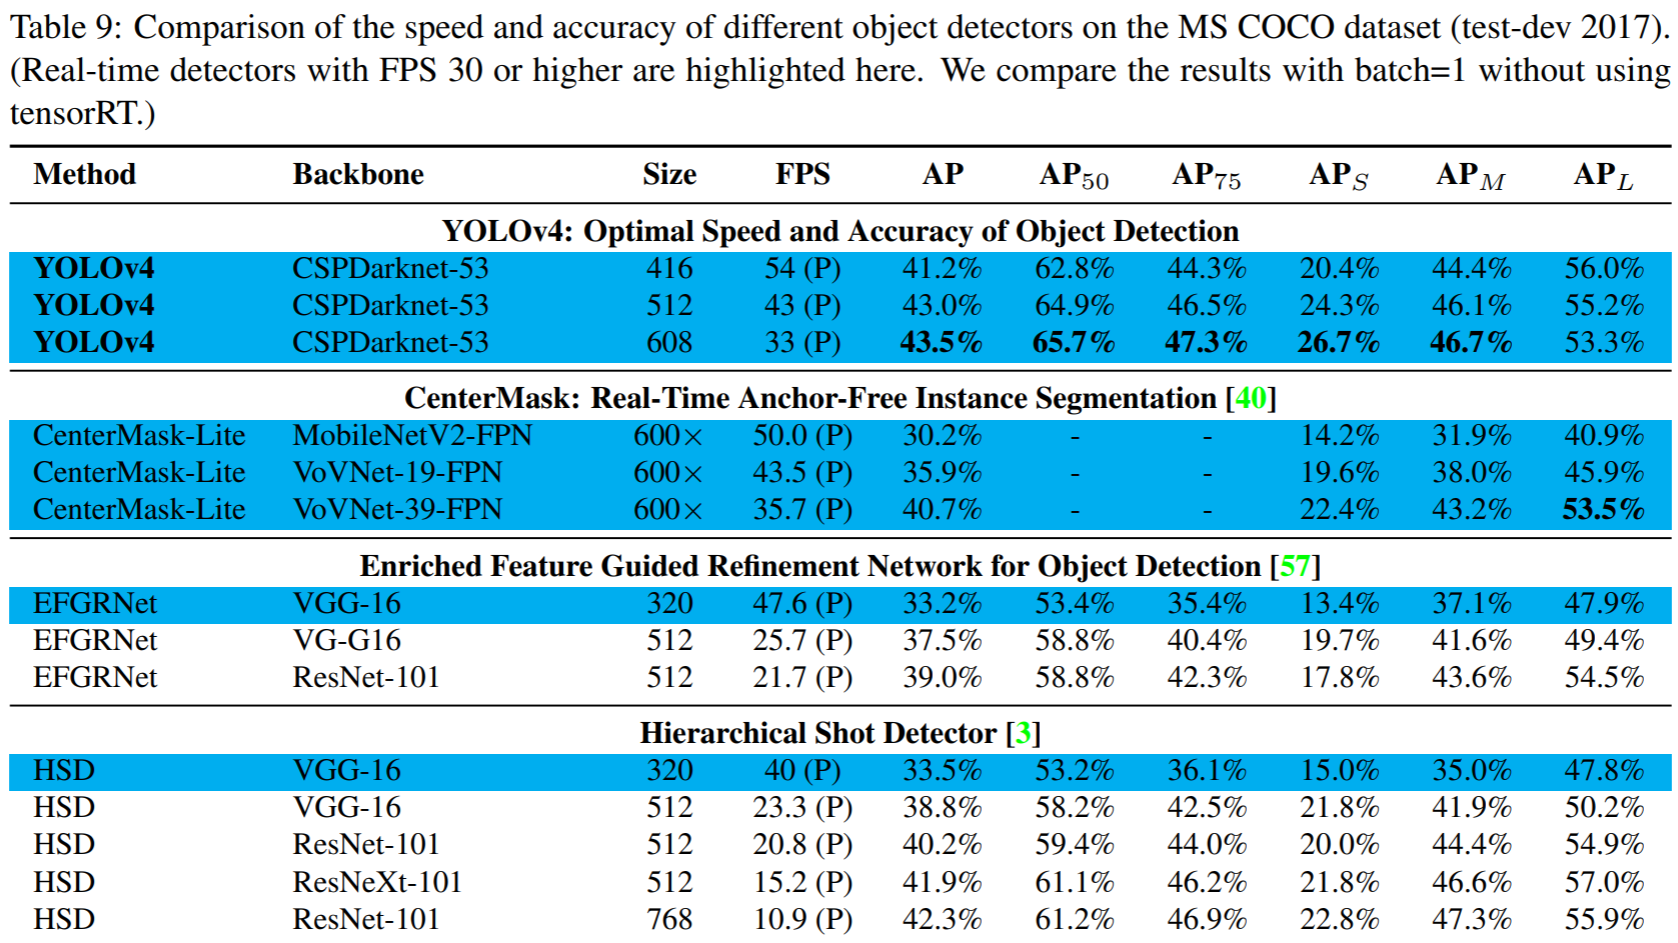 Table 9: Comparison of the speed and accuracy of different object detectors on the MS COCO dataset (test-dev 2017).
(Real-time detectors with FPS 30 or higher are highlighted here. We compare the results with batch=1 without using
tensorRT.)
Method Backbone Size FPS AP AP50 AP75 APS APM APL
YOLOv4: Optimal Speed and Accuracy of Object Detection
YOLOv4 CSPDarknet-53 416 54 (P) 41.2% 62.8% 44.3% 20.4% 44.4% 56.0%
YOLOv4 CSPDarknet-53 512 43 (P) 43.0% 64.9% 46.5% 24.3% 46.1% 55.2%
YOLOv4 CSPDarknet-53 608 33 (P) 43.5% 65.7% 47.3% 26.7% 46.7% 53.3%
CenterMask: Real-Time Anchor-Free Instance Segmentation [40]
CenterMask-Lite MobileNetV2-FPN 600× 50.0 (P) 30.2% - - 14.2% 31.9% 40.9%
CenterMask-Lite VoVNet-19-FPN 600× 43.5 (P) 35.9% - - 19.6% 38.0% 45.9%
CenterMask-Lite VoVNet-39-FPN 600× 35.7 (P) 40.7% - - 22.4% 43.2% 53.5%
Enriched Feature Guided Refinement Network for Object Detection [57]
EFGRNet VGG-16 320 47.6 (P) 33.2% 53.4% 35.4% 13.4% 37.1% 47.9%
EFGRNet VG-G16 512 25.7 (P) 37.5% 58.8% 40.4% 19.7% 41.6% 49.4%
EFGRNet ResNet-101 512 21.7 (P) 39.0% 58.8% 42.3% 17.8% 43.6% 54.5%
Hierarchical Shot Detector [3]
HSD VGG-16 320 40 (P) 33.5% 53.2% 36.1% 15.0% 35.0% 47.8%
HSD VGG-16 512 23.3 (P) 38.8% 58.2% 42.5% 21.8% 41.9% 50.2%
HSD ResNet-101 512 20.8 (P) 40.2% 59.4% 44.0% 20.0% 44.4% 54.9%
HSD ResNeXt-101 512 15.2 (P) 41.9% 61.1% 46.2% 21.8% 46.6% 57.0%
HSD ResNet-101 768 10.9 (P) 42.3% 61.2% 46.9% 22.8% 47.3% 55.9%